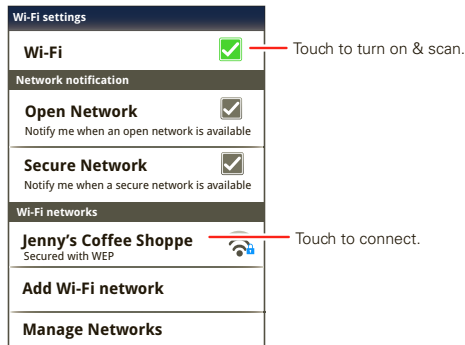 Wi-Fi settings
Wi-Fi
Touch to turn on & scan.
Network notification
Open Network
Notify me when an open network is available
Secure Network
Notify me when a secure network is available
Wi-Fi networks
Jenny's Coffee Shoppe
Secured with WEP
Touch to connect.
Add Wi-Fi network
Manage Networks